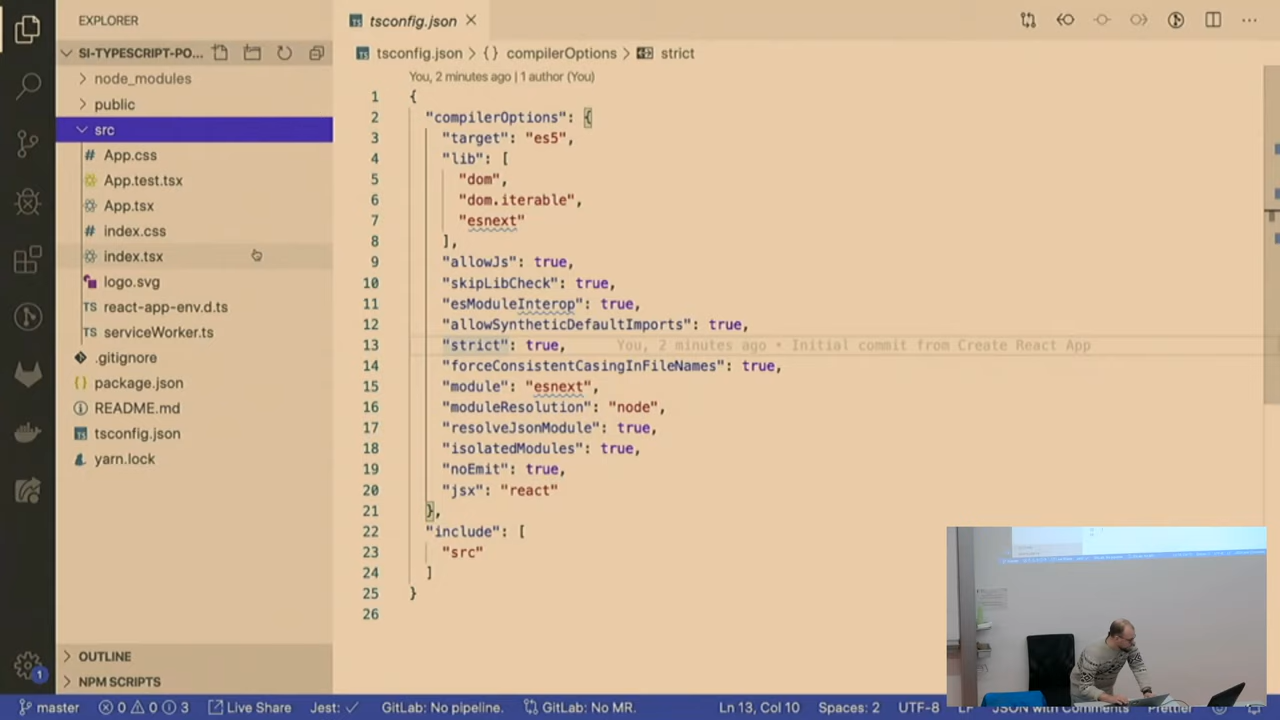 EXPLORER
SI-TYPESCRIPT-PO...
node_modules
public
src
App.css
App.test.tsx
App.tsx
index.css
index.tsx
logo.svg
TS react-app-env.d.ts
TS serviceWorker.ts
.gitignore
package.json
README.md
tsconfig.json
yarn.lock
OUTLINE
NPM SCRIPTS
tsconfig.json
tsconfig.json > {} compilerOptions > strict
You, 2 minutes ago | 1 author (You)
1 {
2 "compilerOptions": {
3 "target": "es5",
4 "lib": [
5 "dom",
6 "dom.iterable",
7 "esnext"
8 ],
9 "allowJs": true,
10 "skipLibCheck": true,
11 "esModuleInterop": true,
12 "allowSyntheticDefaultImports": true,
13 "strict": true, You, 2 minutes ago • Initial commit from Create React App
14 "forceConsistentCasingInFileNames": true,
15 "module": "esnext",
16 "moduleResolution": "node",
17 "resolveJsonModule": true,
18 "isolatedModules": true,
19 "noEmit": true,
20 "jsx": "react"
21 },
22 "include": [
23 "src"
24 ]
25 }
26
1
master 0 0 3 Live Share Jest: GitLab: No pipeline. GitLab: No MR. Ln 13, Col 10 Spaces: 2 UTF-8 LF JSON with Comments Prettier